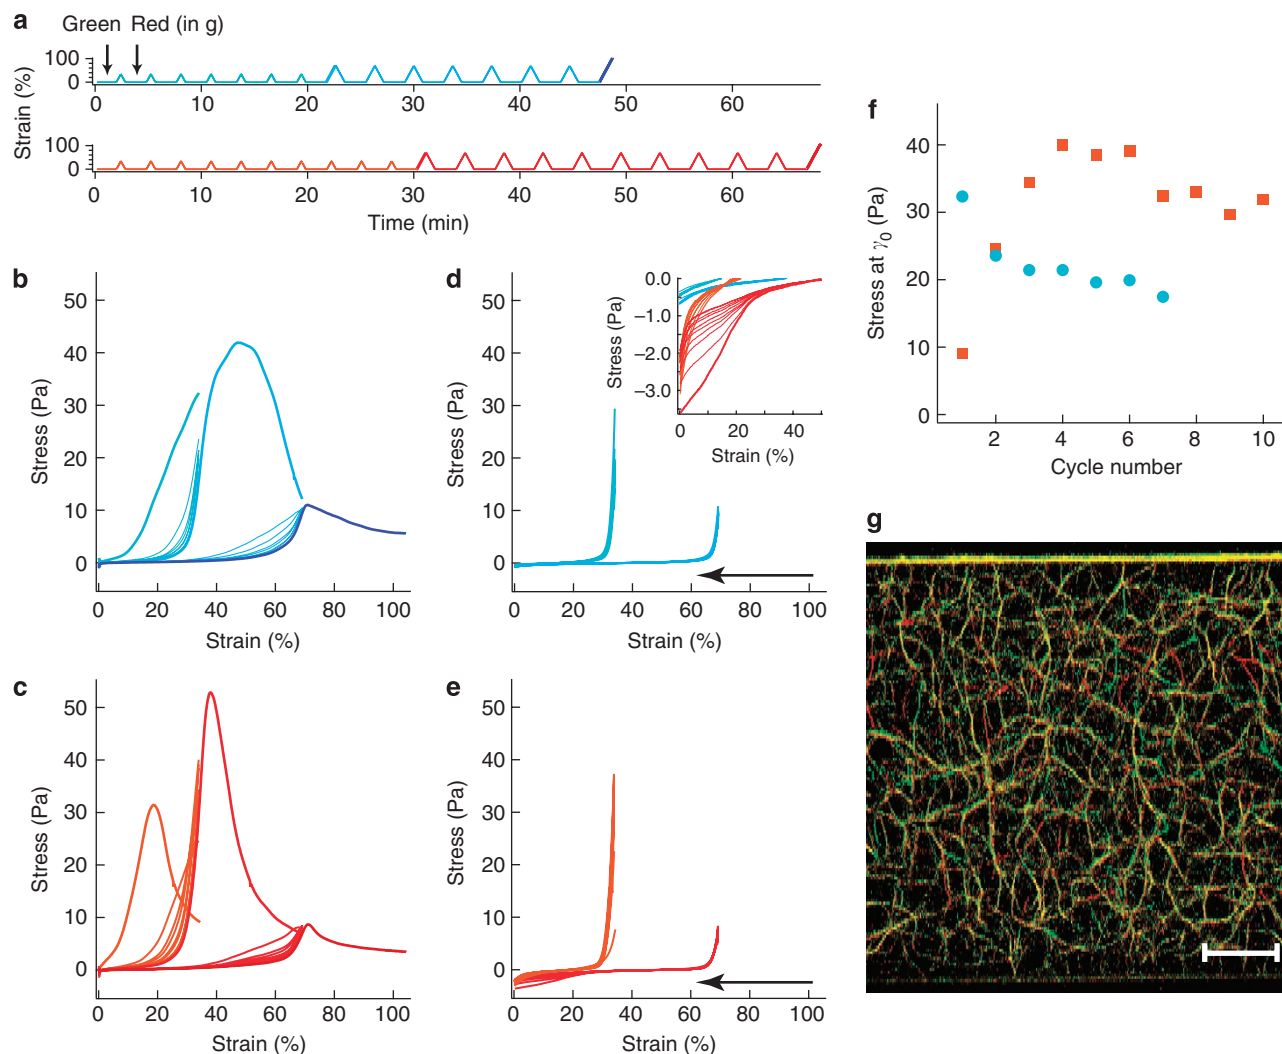 a
Green Red (in g)
Strain (%)
100
0
0 10 20 30 40 50 60
100
0
0 10 20 30 40 50 60
Time (min)
b
Stress (Pa)
50
40
30
20
10
0
0 20 40 60 80 100
Strain (%)
d
Stress (Pa)
50
40
30
20
10
0
0 20 40 60 80 100
Strain (%)
Stress (Pa)
0.0
–1.0
–2.0
–3.0
0 20 40
Strain (%)
c
Stress (Pa)
50
40
30
20
10
0
0 20 40 60 80 100
Strain (%)
e
Stress (Pa)
50
40
30
20
10
0
0 20 40 60 80 100
Strain (%)
f
Stress at γ0 (Pa)
40
30
20
10
0
2 4 6 8 10
Cycle number
g